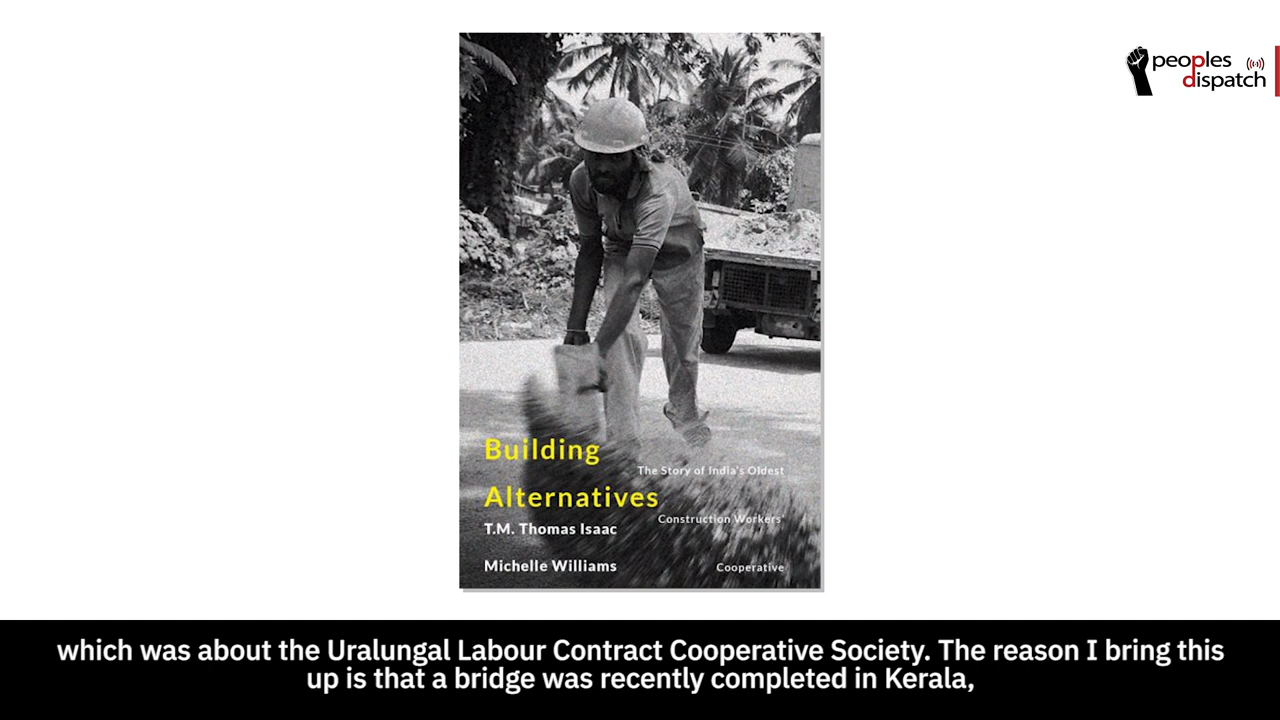 peoples
dispatch
Building
The Story of India's Oldest
Alternatives
Construction Workers'
T.M. Thomas Isaac
Michelle Williams
Cooperative
which was about the Uralungal Labour Contract Cooperative Society. The reason I bring this
up is that a bridge was recently completed in Kerala,